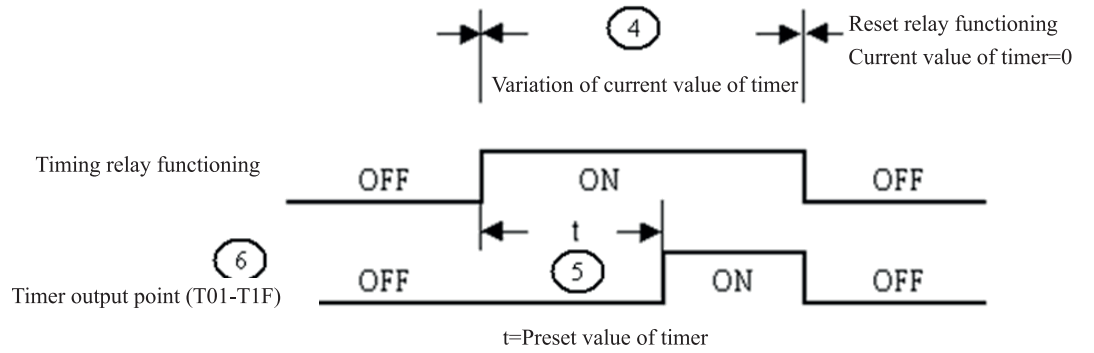 4
Reset relay functioning
Current value of timer=0
Variation of current value of timer
Timing relay functioning
OFF ON OFF
t
6
5
OFF ON OFF
Timer output point (T01-T1F)
t=Preset value of timer